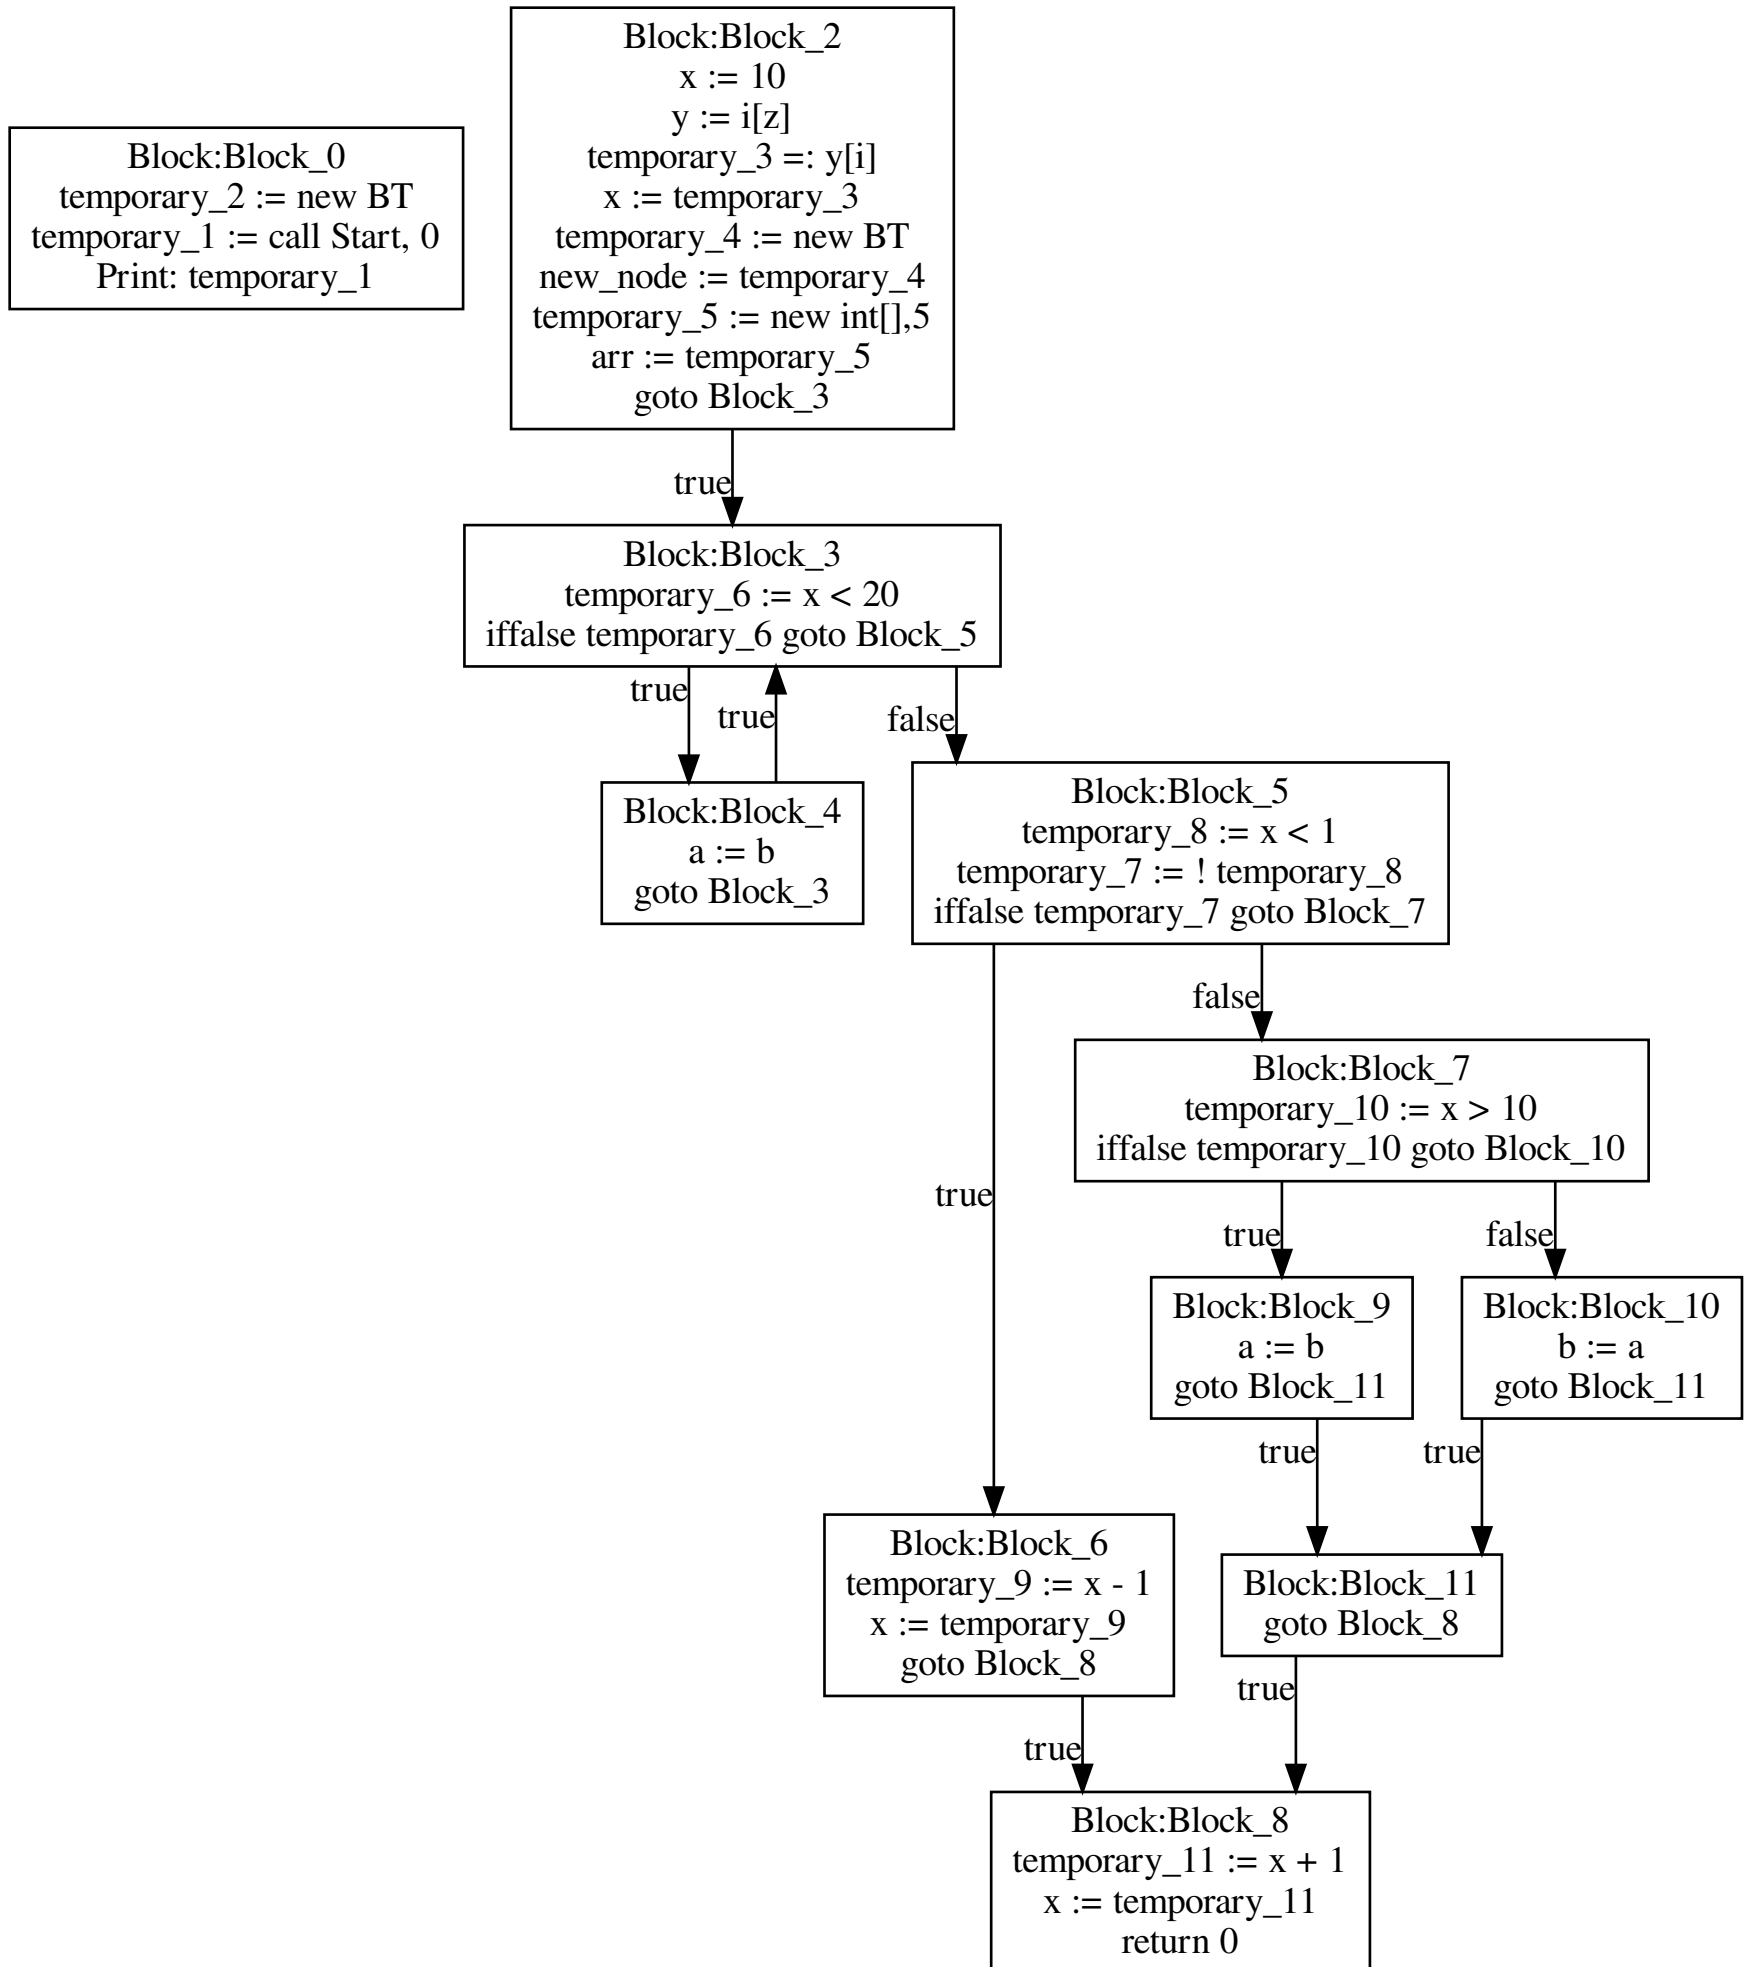 Block:Block_0
temporary_2 := new BT
temporary_1 := call Start, 0
Print: temporary_1
Block:Block_2
x := 10
y := i[z]
temporary_3 =: y[i]
x := temporary_3
temporary_4 := new BT
new_node := temporary_4
temporary_5 := new int[],5
arr := temporary_5
goto Block_3
true
Block:Block_3
temporary_6 := x < 20
iffalse temporary_6 goto Block_5
true
true
false
Block:Block_4
a := b
goto Block_3
Block:Block_5
temporary_8 := x < 1
temporary_7 := ! temporary_8
iffalse temporary_7 goto Block_7
true
false
Block:Block_7
temporary_10 := x > 10
iffalse temporary_10 goto Block_10
true
false
Block:Block_9
a := b
goto Block_11
Block:Block_10
b := a
goto Block_11
true
true
Block:Block_6
temporary_9 := x - 1
x := temporary_9
goto Block_8
Block:Block_11
goto Block_8
true
true
Block:Block_8
temporary_11 := x + 1
x := temporary_11
return 0